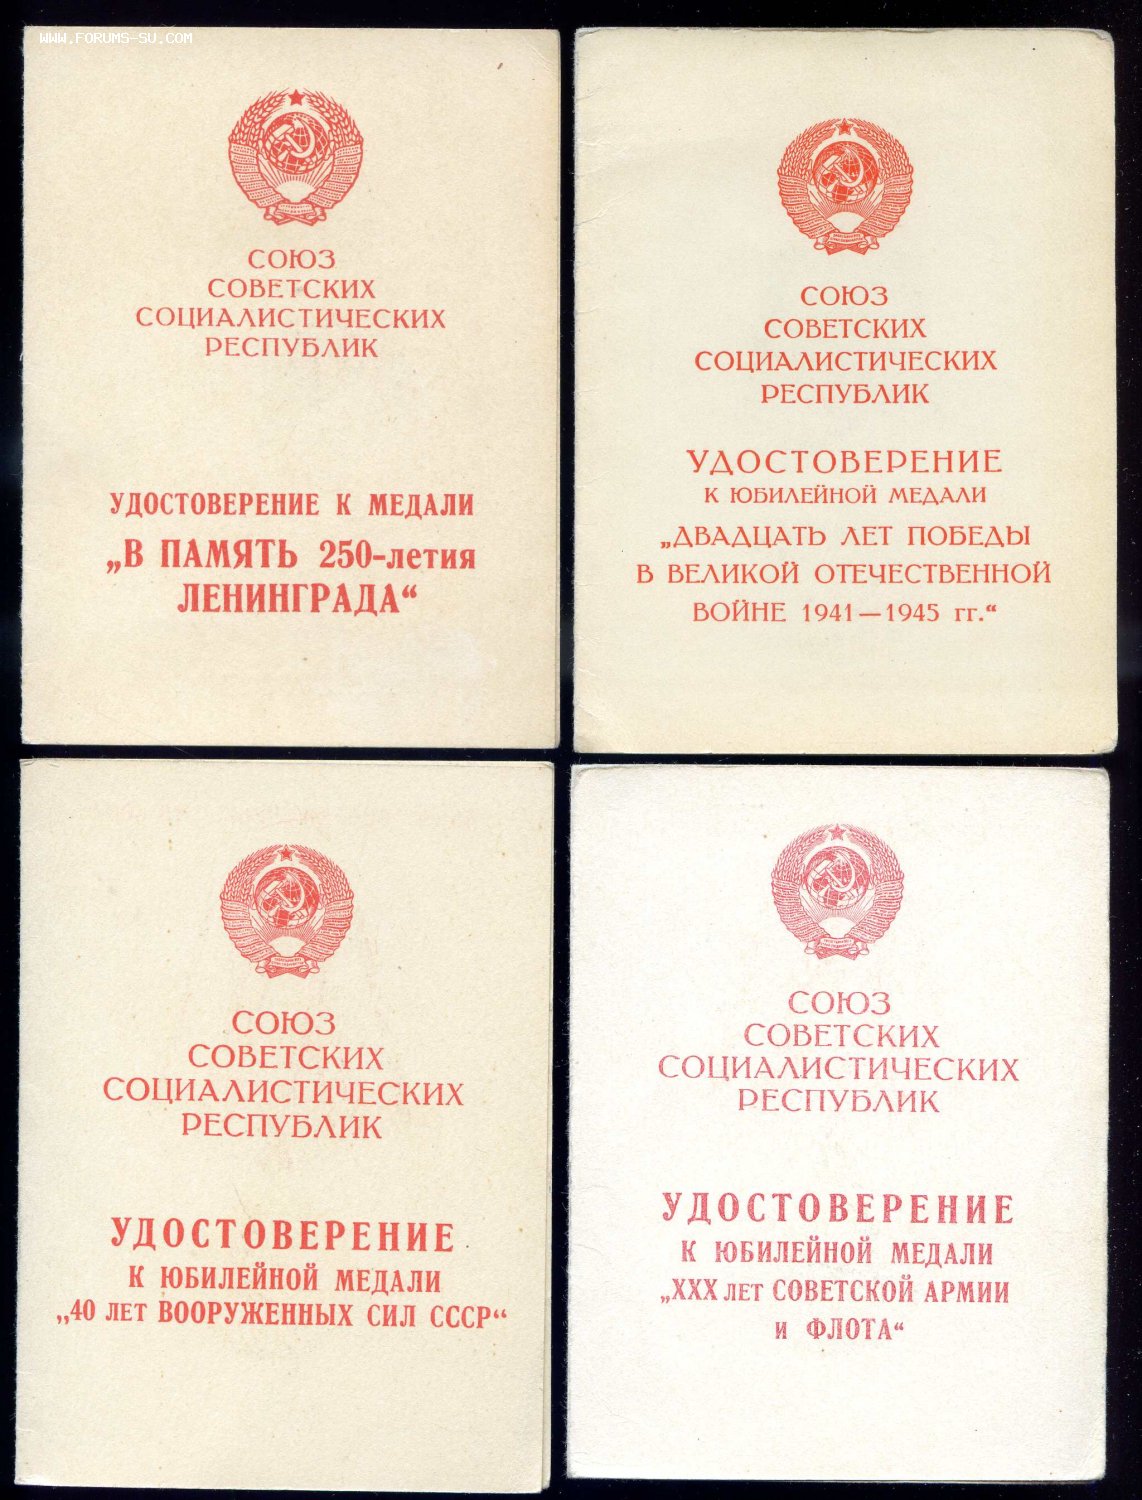 WWW.FORUMS-SU.COM
СОЮЗ
СОВЕТСКИХ
СОЦИАЛИСТИЧЕСКИХ
РЕСПУБЛИК
УДОСТОВЕРЕНИЕ К МЕДАЛИ
„В ПАМЯТЬ 250-летия
ЛЕНИНГРАДА“
СОЮЗ
СОВЕТСКИХ
СОЦИАЛИСТИЧЕСКИХ
РЕСПУБЛИК
УДОСТОВЕРЕНИЕ
К ЮБИЛЕЙНОЙ МЕДАЛИ
„ДВАДЦАТЬ ЛЕТ ПОБЕДЫ
В ВЕЛИКОЙ ОТЕЧЕСТВЕННОЙ
ВОЙНЕ 1941—1945 гг.“
СОЮЗ
СОВЕТСКИХ
СОЦИАЛИСТИЧЕСКИХ
РЕСПУБЛИК
УДОСТОВЕРЕНИЕ
К ЮБИЛЕЙНОЙ МЕДАЛИ
„40 ЛЕТ ВООРУЖЕННЫХ СИЛ СССР“
СОЮЗ
СОВЕТСКИХ
СОЦИАЛИСТИЧЕСКИХ
РЕСПУБЛИК
УДОСТОВЕРЕНИЕ
К ЮБИЛЕЙНОЙ МЕДАЛИ
„XXX лет СОВЕТСКОЙ АРМИИ
и ФЛОТА“